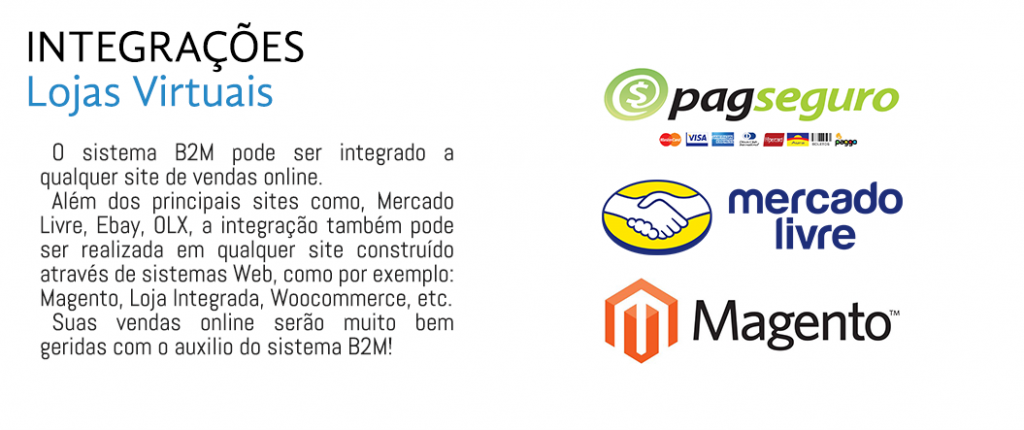 INTEGRAÇÕES
Lojas Virtuais
O sistema B2M pode ser integrado a
qualquer site de vendas online.
Além dos principais sites como, Mercado
Livre, Ebay, OLX, a integração também pode
ser realizada em qualquer site construído
através de sistemas Web, como por exemplo:
Magento, Loja Integrada, Woocommerce, etc.
Suas vendas online serão muito bem
geridas com o auxilio do sistema B2M!
pagseguro
VISA
paggo
mercado
livre
Magento™